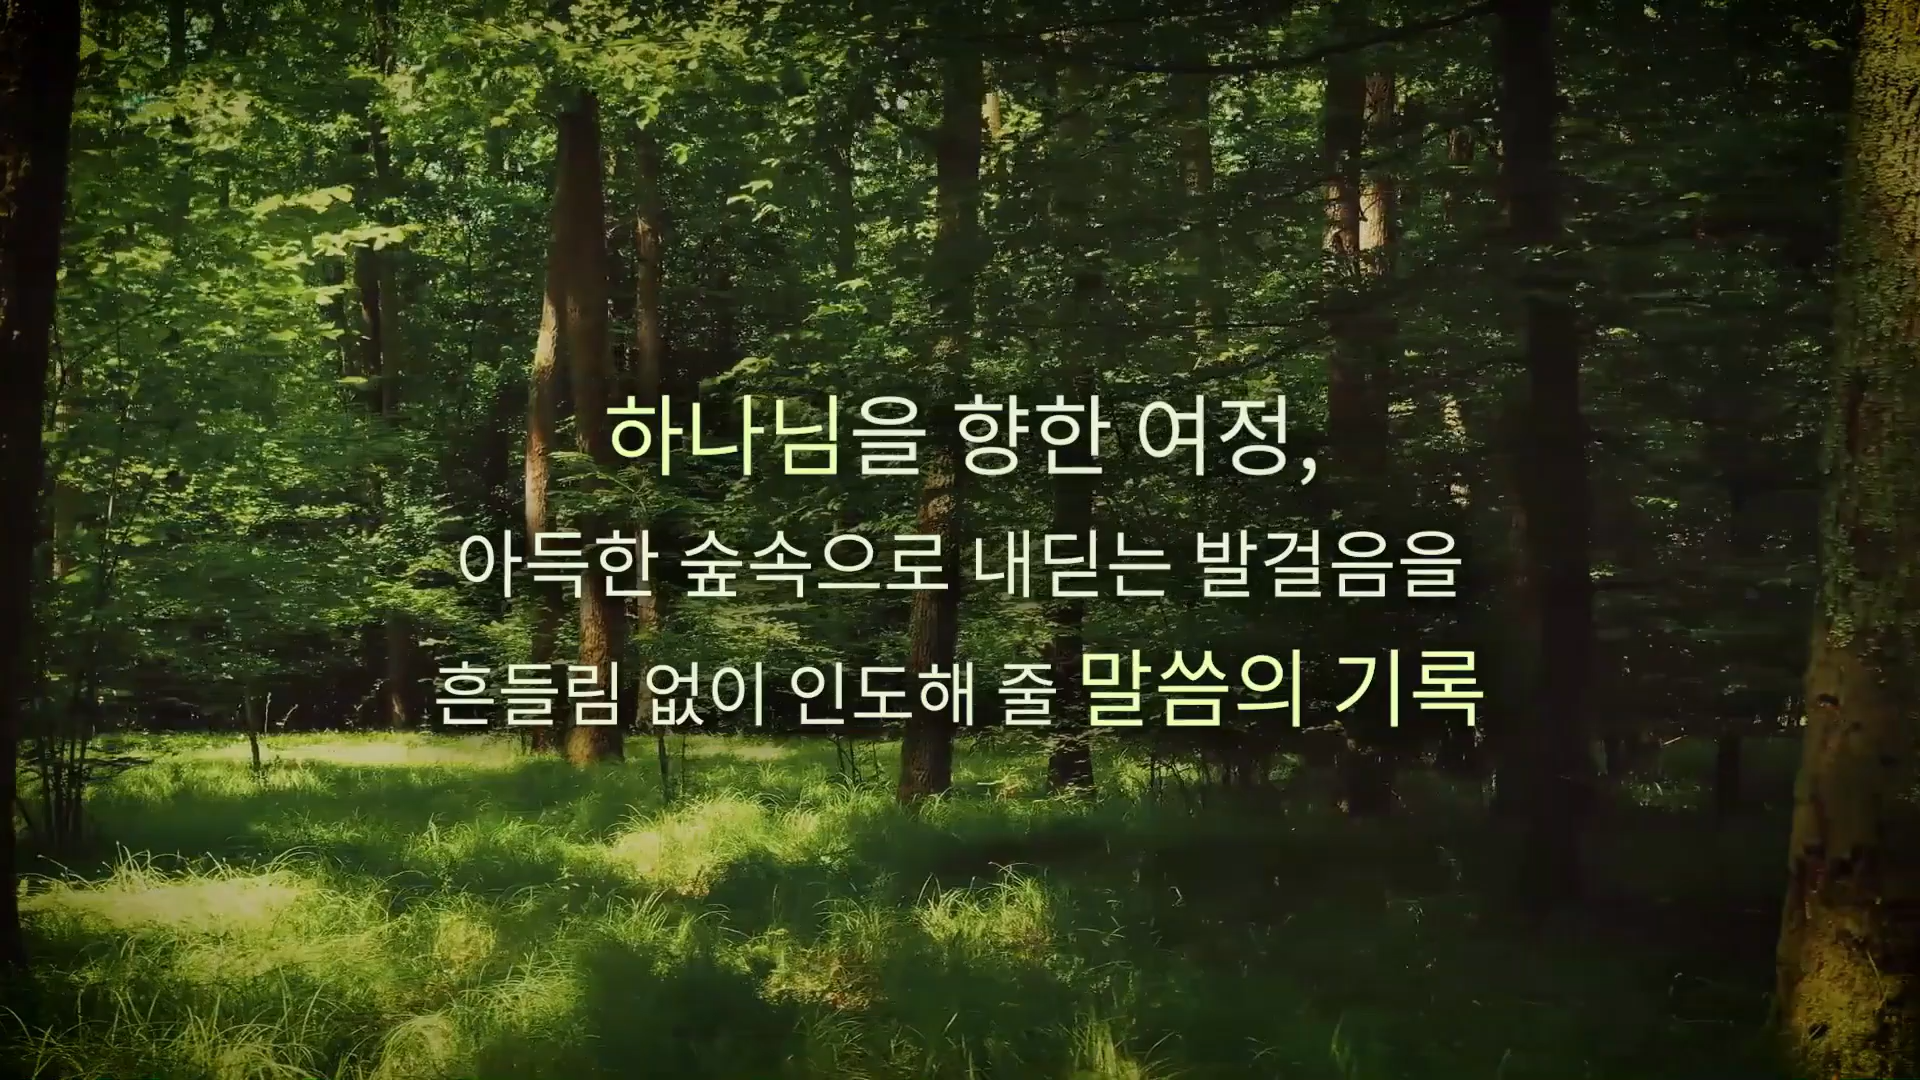 하나님을 향한 여정,
아득한 숲속으로 내딛는 발걸음을
흔들림 없이 인도해 줄 말씀의 기록